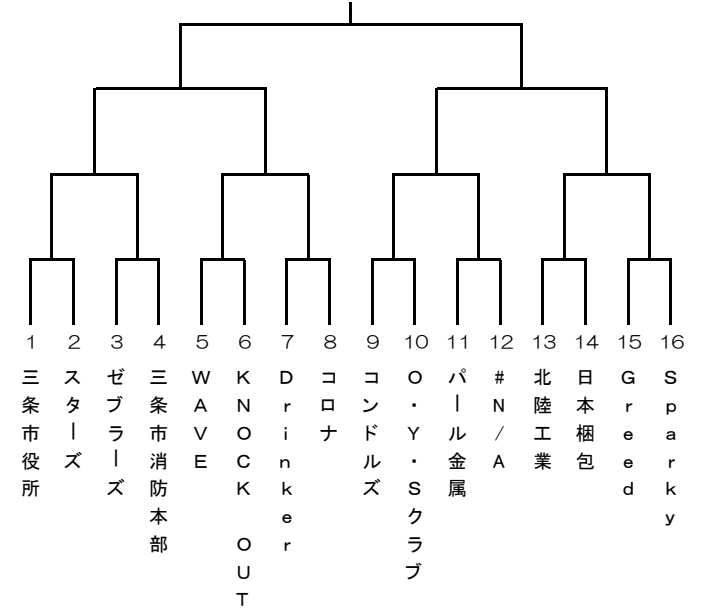 1 2 3 4 5 6 7 8 9 10 11 12 13 14 15 16
三条市役所
スターズ
ゼブラーズ
三条市消防本部
WAVE
KNOCK OUT
Drinker
コロナ
コンドルズ
O・Y・Sクラブ
パール金属
#N/A
北陸工業
日本梱包
Greed
Sparky